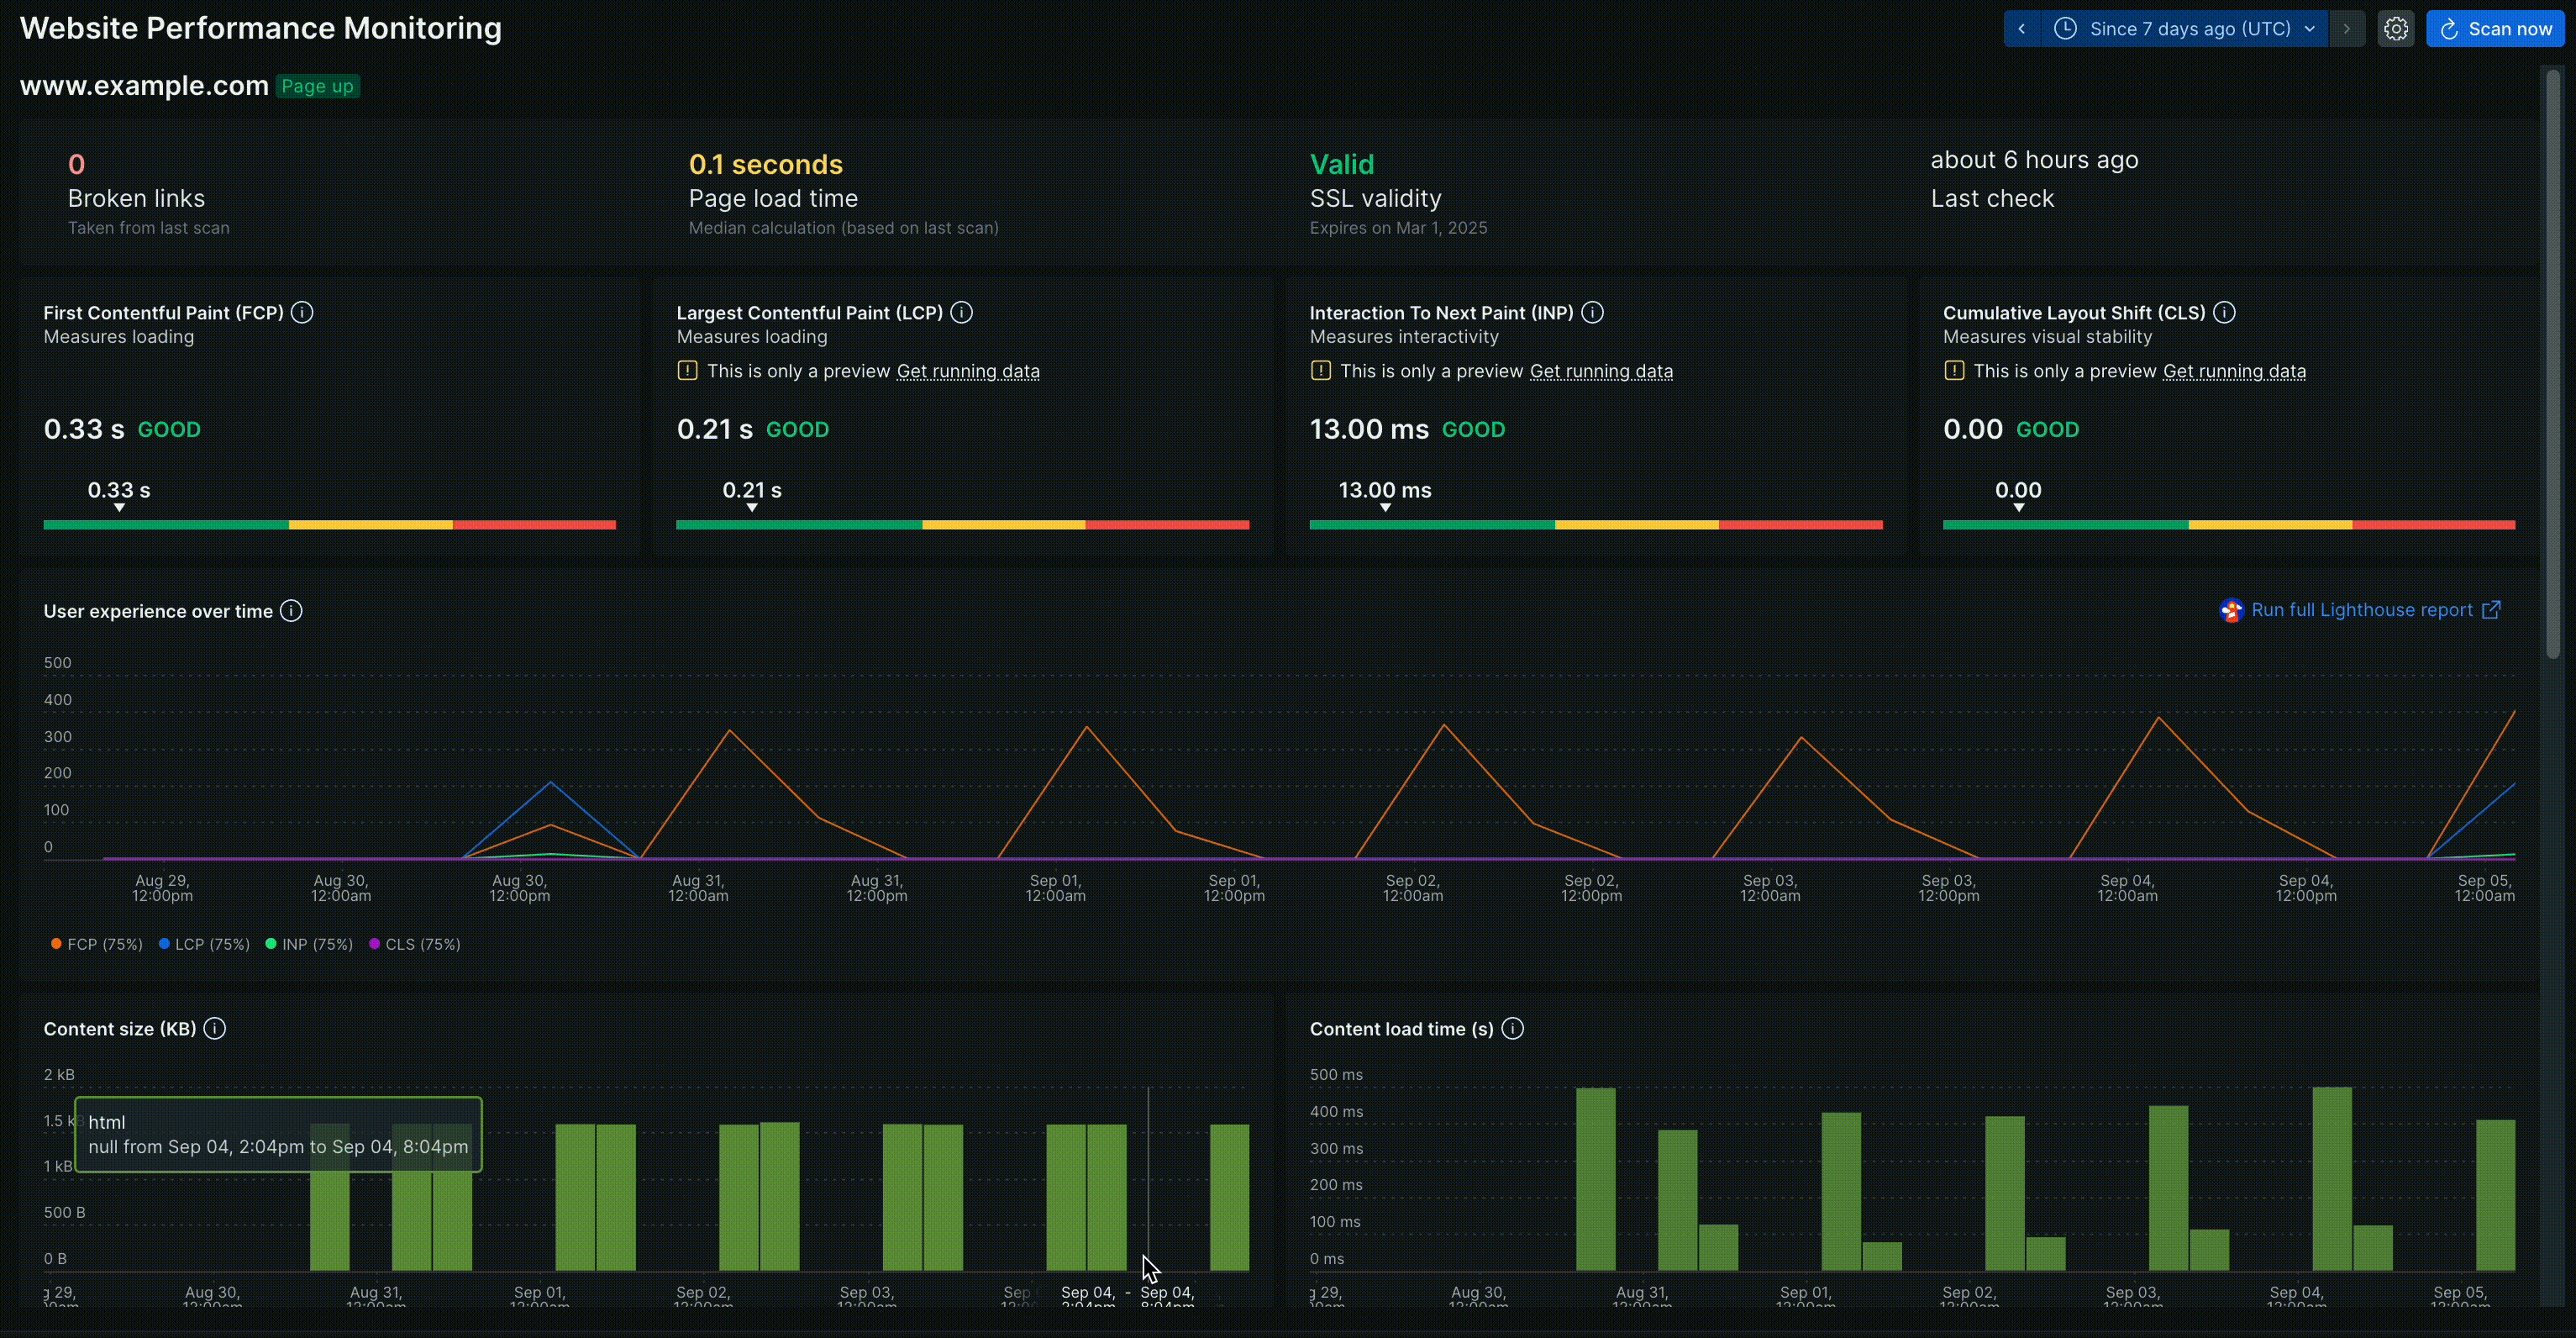 Website Performance Monitoring
Since 7 days ago (UTC)
Scan now
www.example.com Page up
0
Broken links
Taken from last scan
0.1 seconds
Page load time
Median calculation (based on last scan)
Valid
SSL validity
Expires on Mar 1, 2025
about 6 hours ago
Last check
First Contentful Paint (FCP)
Measures loading
0.33 s GOOD
0.33 s
Largest Contentful Paint (LCP)
Measures loading
This is only a preview Get running data
0.21 s GOOD
0.21 s
Interaction To Next Paint (INP)
Measures interactivity
This is only a preview Get running data
13.00 ms GOOD
13.00 ms
Cumulative Layout Shift (CLS)
Measures visual stability
This is only a preview Get running data
0.00 GOOD
0.00
User experience over time
Run full Lighthouse report
500
400
300
200
100
0
Aug 29, 12:00pm
Aug 30, 12:00am
Aug 30, 12:00pm
Aug 31, 12:00am
Aug 31, 12:00pm
Sep 01, 12:00am
Sep 01, 12:00pm
Sep 02, 12:00am
Sep 02, 12:00pm
Sep 03, 12:00am
Sep 03, 12:00pm
Sep 04, 12:00am
Sep 04, 12:00pm
Sep 05, 12:00am
FCP (75%) LCP (75%) INP (75%) CLS (75%)
Content size (KB)
2 kB
1.5 k
1 kB
500 B
0 B
html
null from Sep 04, 2:04pm to Sep 04, 8:04pm
29, Aug 30, Aug 31, Sep 01, Sep 02, Sep 03, Sep Sep 04, - Sep 04,
Content load time (s)
500 ms
400 ms
300 ms
200 ms
100 ms
0 ms
29, Aug 30, Aug 31, Sep 01, Sep 02, Sep 03, Sep 04, Sep 05,